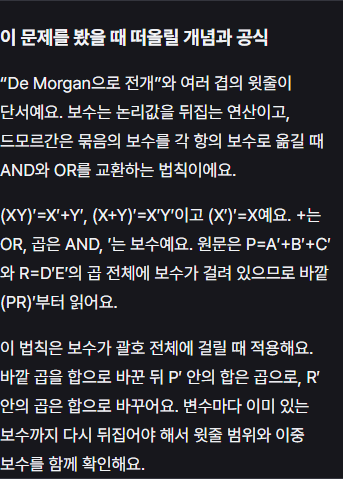 이 문제를 봤을 때 떠올릴 개념과 공식
“De Morgan으로 전개”와 여러 겹의 윗줄이
단서예요. 보수는 논리값을 뒤집는 연산이고,
드모르간은 묶음의 보수를 각 항의 보수로 옮길 때
AND와 OR를 교환하는 법칙이에요.
(XY)′=X′+Y′, (X+Y)′=X′Y′이고 (X′)′=X예요. +는
OR, 곱은 AND, ′는 보수예요. 원문은 P=A′+B′+C′
와 R=D′E′의 곱 전체에 보수가 걸려 있으므로 바깥
(PR)′부터 읽어요.
이 법칙은 보수가 괄호 전체에 걸릴 때 적용해요.
바깥 곱을 합으로 바꾼 뒤 P′ 안의 합은 곱으로, R′
안의 곱은 합으로 바꾸어요. 변수마다 이미 있는
보수까지 다시 뒤집어야 해서 윗줄 범위와 이중
보수를 함께 확인해요.